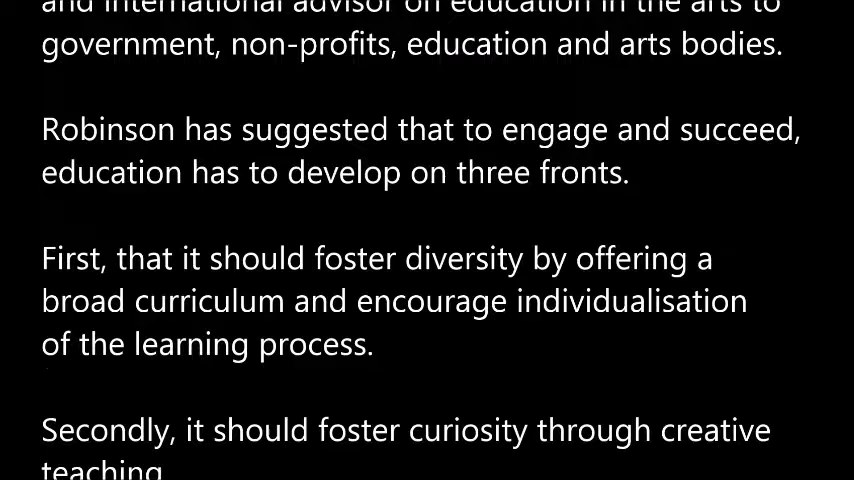 and international advisor on education in the arts to
government, non-profits, education and arts bodies.
Robinson has suggested that to engage and succeed,
education has to develop on three fronts.
First, that it should foster diversity by offering a
broad curriculum and encourage individualisation
of the learning process.
Secondly, it should foster curiosity through creative
teaching